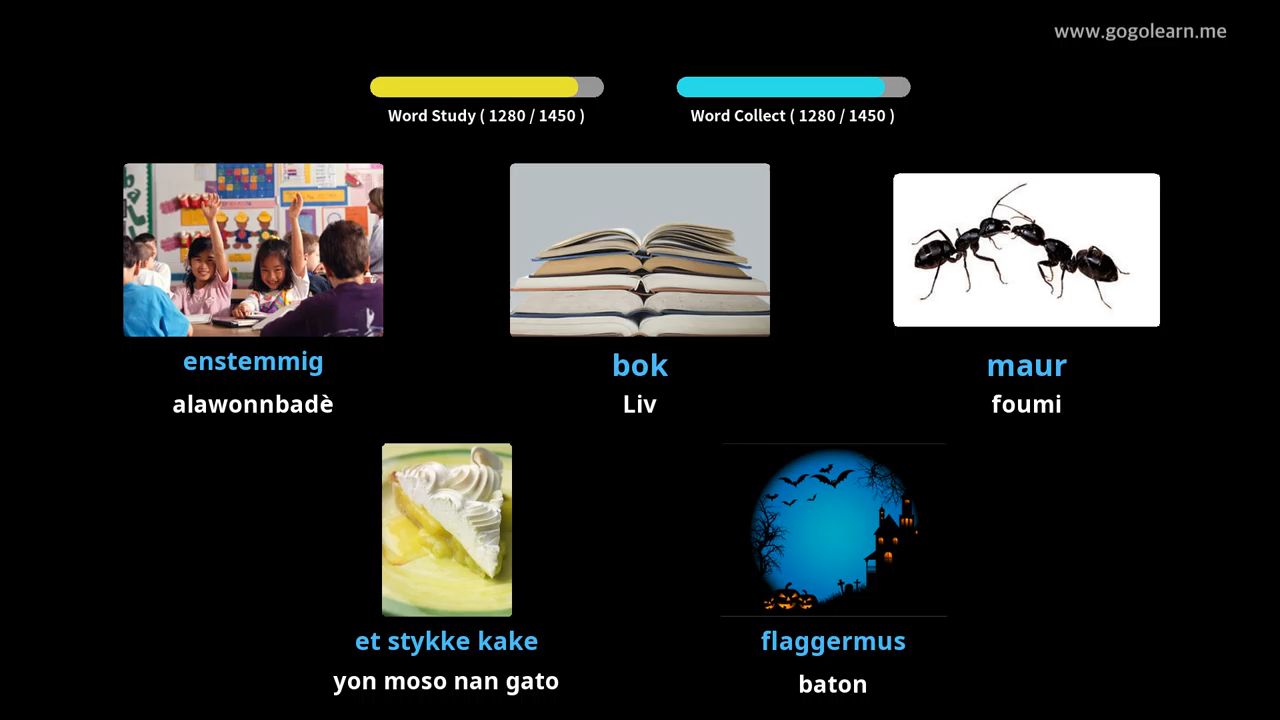 www.gogolearn.me
Word Study ( 1280 / 1450 )
Word Collect ( 1280 / 1450 )
enstemmig
alawonnbadè
bok
Liv
maur
foumi
et stykke kake
yon moso nan gato
flaggermus
baton